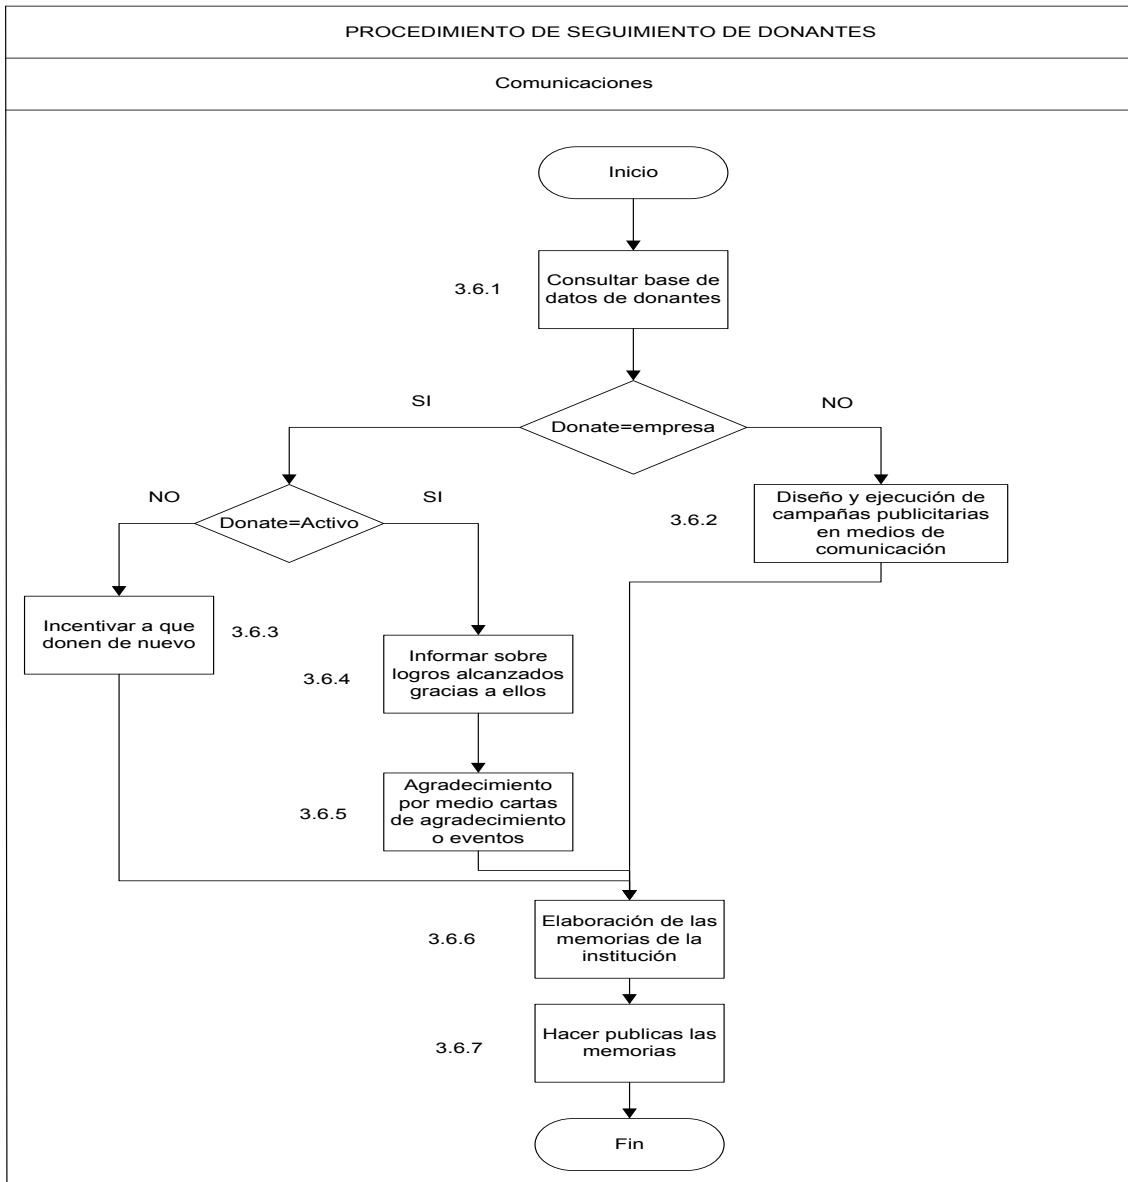 PROCEDIMIENTO DE SEGUIMIENTO DE DONANTES
Comunicaciones
Inicio
3.6.1
Consultar base de
datos de donantes
SI
NO
Donate=empresa
NO
SI
Donate=Activo
3.6.2
Diseño y ejecución de
campañas publicitarias
en medios de
comunicación
Incentivar a que
donen de nuevo
3.6.3
3.6.4
Informar sobre
logros alcanzados
gracias a ellos
3.6.5
Agradecimiento
por medio cartas
de agradecimiento
o eventos
3.6.6
Elaboración de las
memorias de la
institución
3.6.7
Hacer publicas las
memorias
Fin